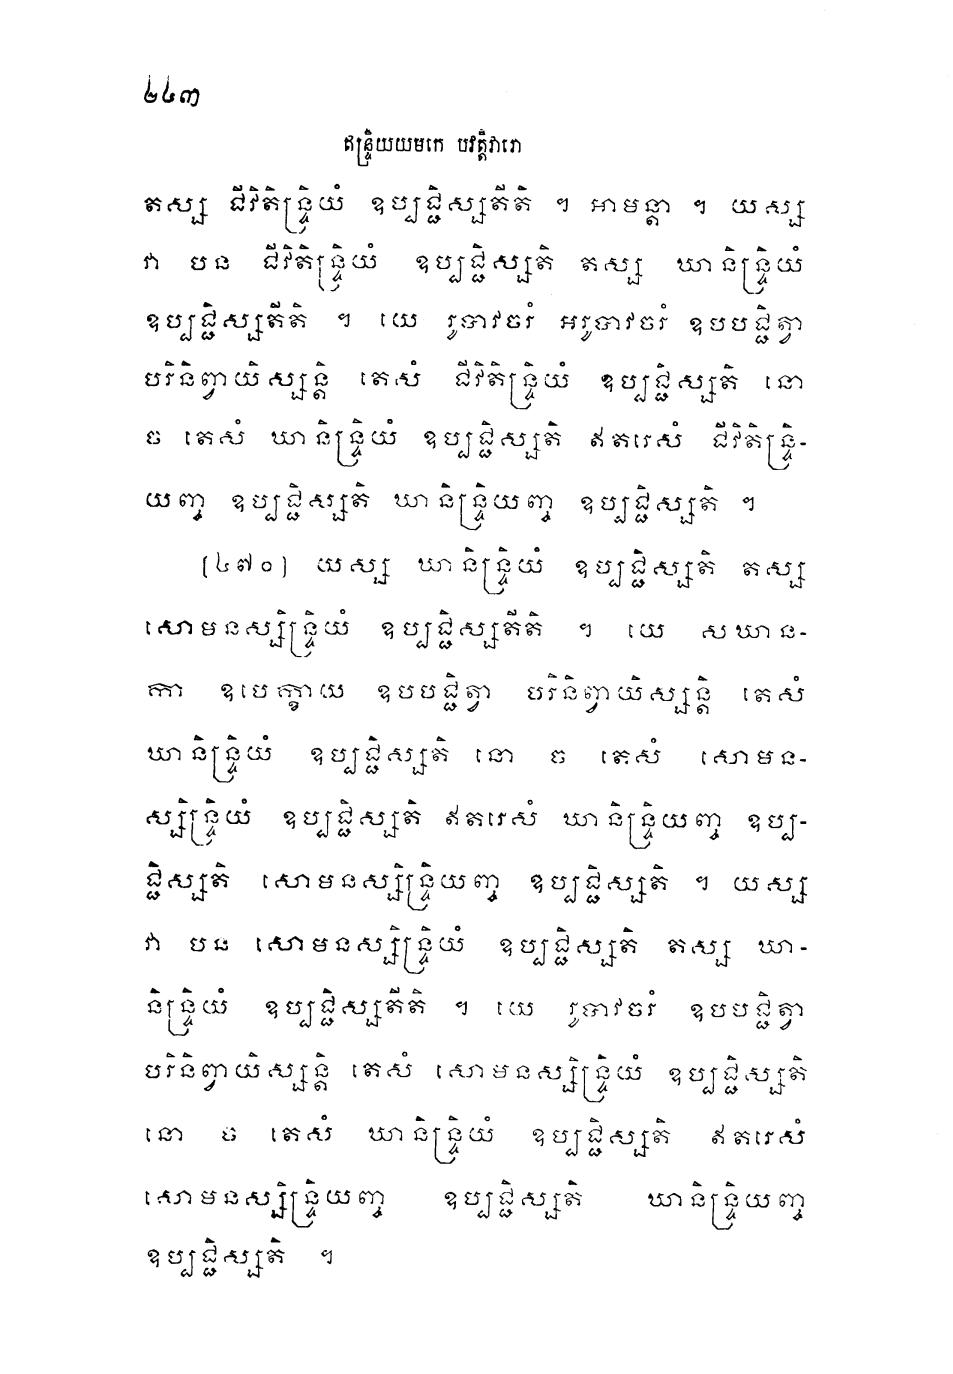 ២៤៣
ឥន្ទ្រិយយមកេ បវត្តិវារោ
តស្ស ជីវិតិន្ទ្រិយំ ឧប្បជ្ជិស្សតីតិ ។ អាមន្តា ។ យស្ស
វា បន ជីវិតិន្ទ្រិយំ ឧប្បជ្ជិស្សតិ តស្ស ឃានិន្ទ្រិយំ
ឧប្បជ្ជិស្សតីតិ ។ យេ រូបាវចរំ អរូបាវចរំ ឧបបជ្ជិត្វា
បរិនិព្វាយិស្សន្តិ តេសំ ជីវិតិន្ទ្រិយំ ឧប្បជ្ជិស្សតិ នោ
ច តេសំ ឃានិន្ទ្រិយំ ឧប្បជ្ជិស្សតិ ឥតរេសំ ជីវិតិន្ទ្រិ-
យញ្ច ឧប្បជ្ជិស្សតិ ឃានិន្ទ្រិយញ្ច ឧប្បជ្ជិស្សតិ ។
(៤៧០) យស្ស ឃានិន្ទ្រិយំ ឧប្បជ្ជិស្សតិ តស្ស
សោមនស្សិន្ទ្រិយំ ឧប្បជ្ជិស្សតីតិ ។ យេ សឃាន-
កា ឧបេក្ខាយ ឧបបជ្ជិត្វា បរិនិព្វាយិស្សន្តិ តេសំ
ឃានិន្ទ្រិយំ ឧប្បជ្ជិស្សតិ នោ ច តេសំ សោមន-
ស្សិន្ទ្រិយំ ឧប្បជ្ជិស្សតិ ឥតរេសំ ឃានិន្ទ្រិយញ្ច ឧប្ប-
ជ្ជិស្សតិ សោមនស្សិន្ទ្រិយញ្ច ឧប្បជ្ជិស្សតិ ។ យស្ស
វា បន សោមនស្សិន្ទ្រិយំ ឧប្បជ្ជិស្សតិ តស្ស ឃា-
និន្ទ្រិយំ ឧប្បជ្ជិស្សតីតិ ។ យេ រូបាវចរំ ឧបបជ្ជិត្វា
បរិនិព្វាយិស្សន្តិ តេសំ សោមនស្សិន្ទ្រិយំ ឧប្បជ្ជិស្សតិ
នោ ច តេសំ ឃានិន្ទ្រិយំ ឧប្បជ្ជិស្សតិ ឥតរេសំ
សោមនស្សិន្ទ្រិយញ្ច ឧប្បជ្ជិស្សតិ ឃានិន្ទ្រិយញ្ច
ឧប្បជ្ជិស្សតិ ។